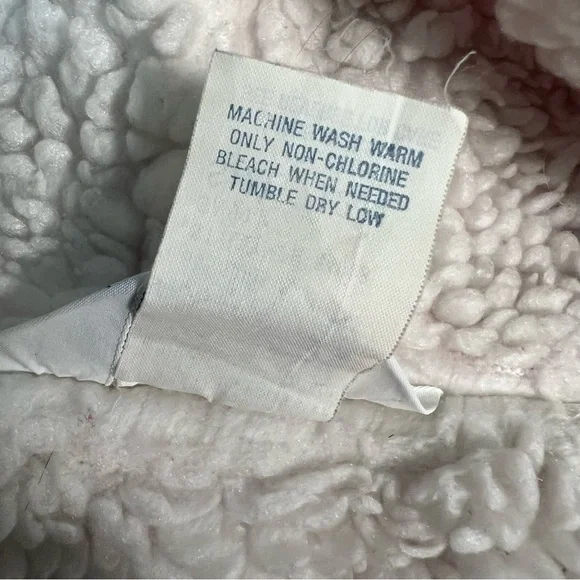 MACHINE WASH WARM
ONLY NON-CHLORINE
BLEACH WHEN NEEDED
TUMBLE DRY LOW